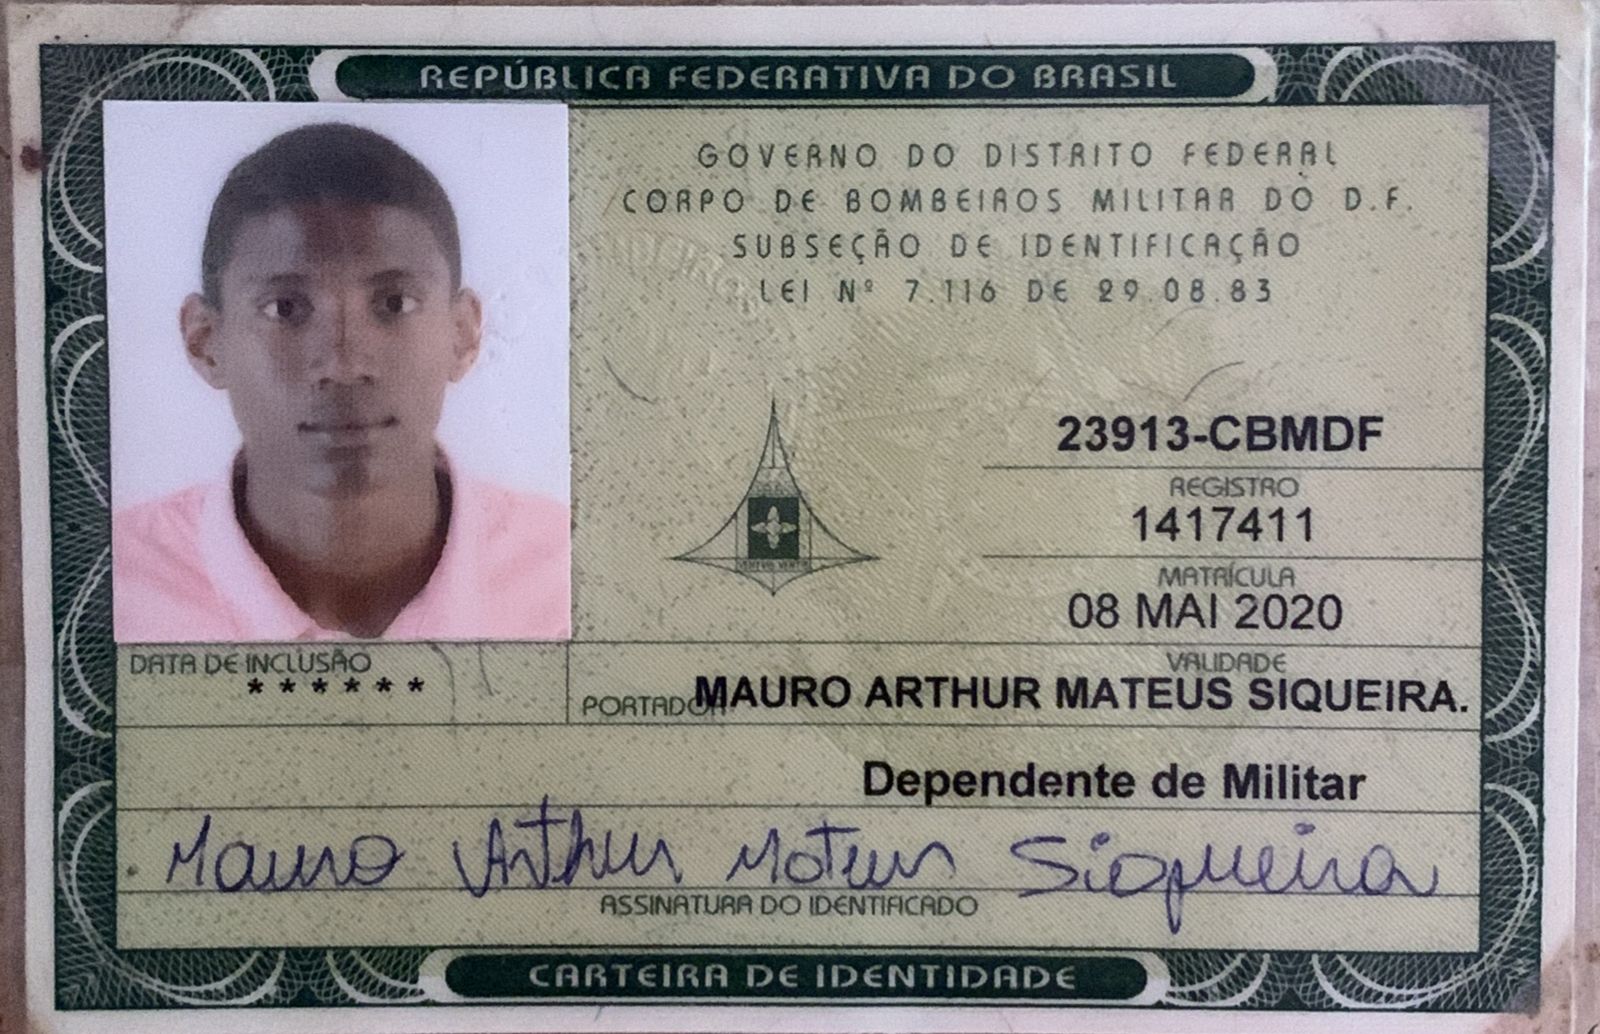 REPÚBLICA FEDERATIVA DO BRASIL
GOVERNO DO DISTRITO FEDERAL
CORPO DE BOMBEIROS MILITAR DO D.F.
SUBSEÇÃO DE IDENTIFICAÇÃO
LEI Nº 7.116 DE 29.08.83
23913-CBMDF
REGISTRO
1417411
MATRÍCULA
08 MAI 2020
VALIDADE
DATA DE INCLUSÃO
******
PORTADOR MAURO ARTHUR MATEUS SIQUEIRA.
Dependente de Militar
Mauro Arthur Mateus Siqueira
ASSINATURA DO IDENTIFICADO
CARTEIRA DE IDENTIDADE